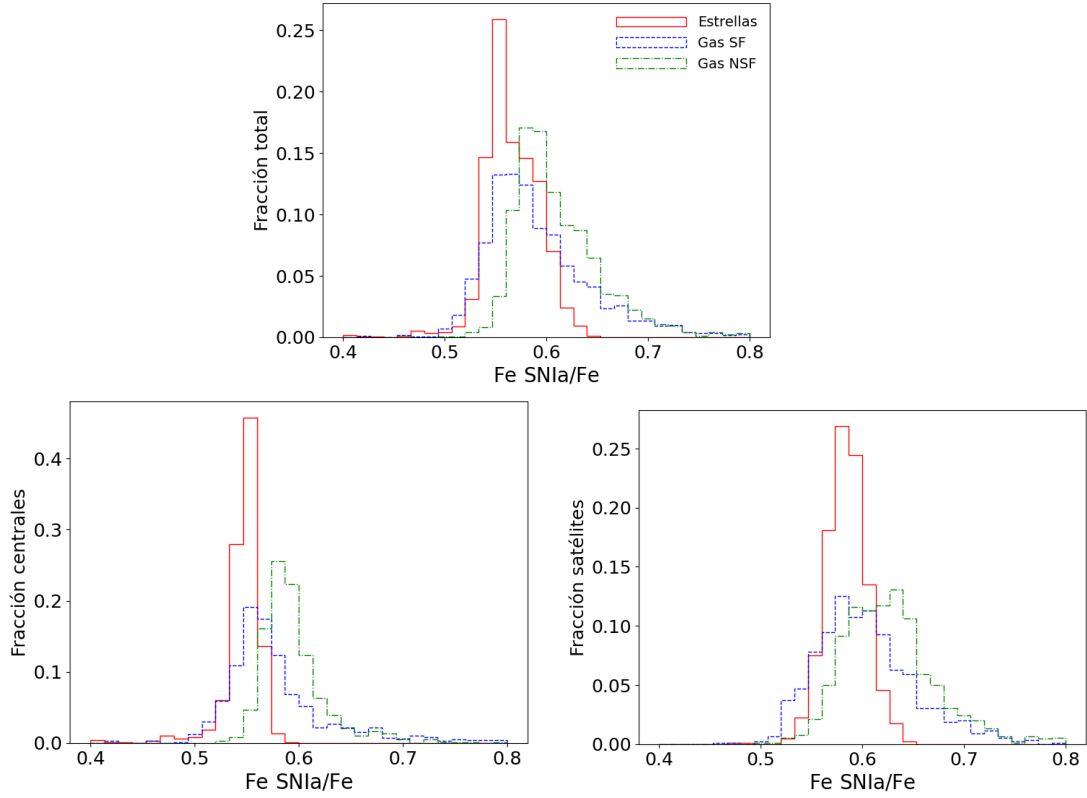 Fracción total
0.25
0.20
0.15
0.10
0.05
0.00
Estrellas
Gas SF
Gas NSF
0.4 0.5 0.6 0.7 0.8
Fe SNIa/Fe
Fracción centrales
0.4
0.3
0.2
0.1
0.0
0.4 0.5 0.6 0.7 0.8
Fe SNIa/Fe
Fracción satélites
0.25
0.20
0.15
0.10
0.05
0.00
0.4 0.5 0.6 0.7 0.8
Fe SNIa/Fe